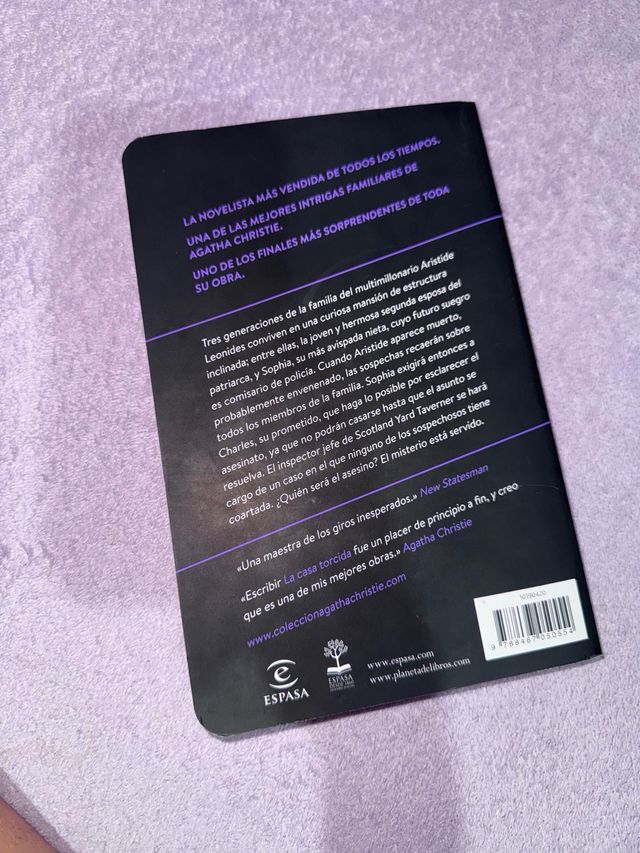 LA NOVELISTA MÁS VENDIDA DE TODOS LOS TIEMPOS.
UNA DE LAS MEJORES INTRIGAS FAMILIARES DE
AGATHA CHRISTIE.
UNO DE LOS FINALES MÁS SORPRENDENTES DE TODA
SU OBRA.
Tres generaciones de la familia del multimillonario Aristide
Leonides conviven en una curiosa mansión de estructura
inclinada; entre ellas, la joven y hermosa segunda esposa del
patriarca, y Sophia, su más avispada nieta, cuyo futuro suegro
es comisario de policía. Cuando Aristide aparece muerto,
probablemente envenenado, las sospechas recaerán sobre
todos los miembros de la familia. Sophia exigirá entonces a
Charles, su prometido, que haga lo posible por esclarecer el
asesinato, ya que no podrán casarse hasta que el asunto se
resuelva. El inspector jefe de Scotland Yard Taverner se hará
cargo de un caso en el que ninguno de los sospechosos tiene
coartada. ¿Quién será el asesino? El misterio está servido.
«Una maestra de los giros inesperados.» New Statesman
«Escribir La casa torcida fue un placer de principio a fin, y creo
que es una de mis mejores obras.» Agatha Christie
www.coleccionagathachristie.com
ESPASA
ESPASA
DESDE 1860
www.espasa.com
www.planetadelibros.com
10190420
9 788467 050554